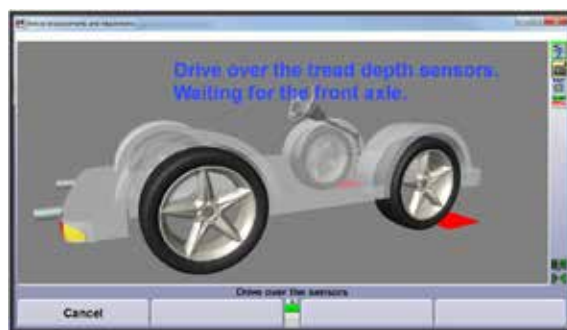 Drive over the tread depth sensors.
Waiting for the front axle.
Drive over the sensors
Cancel